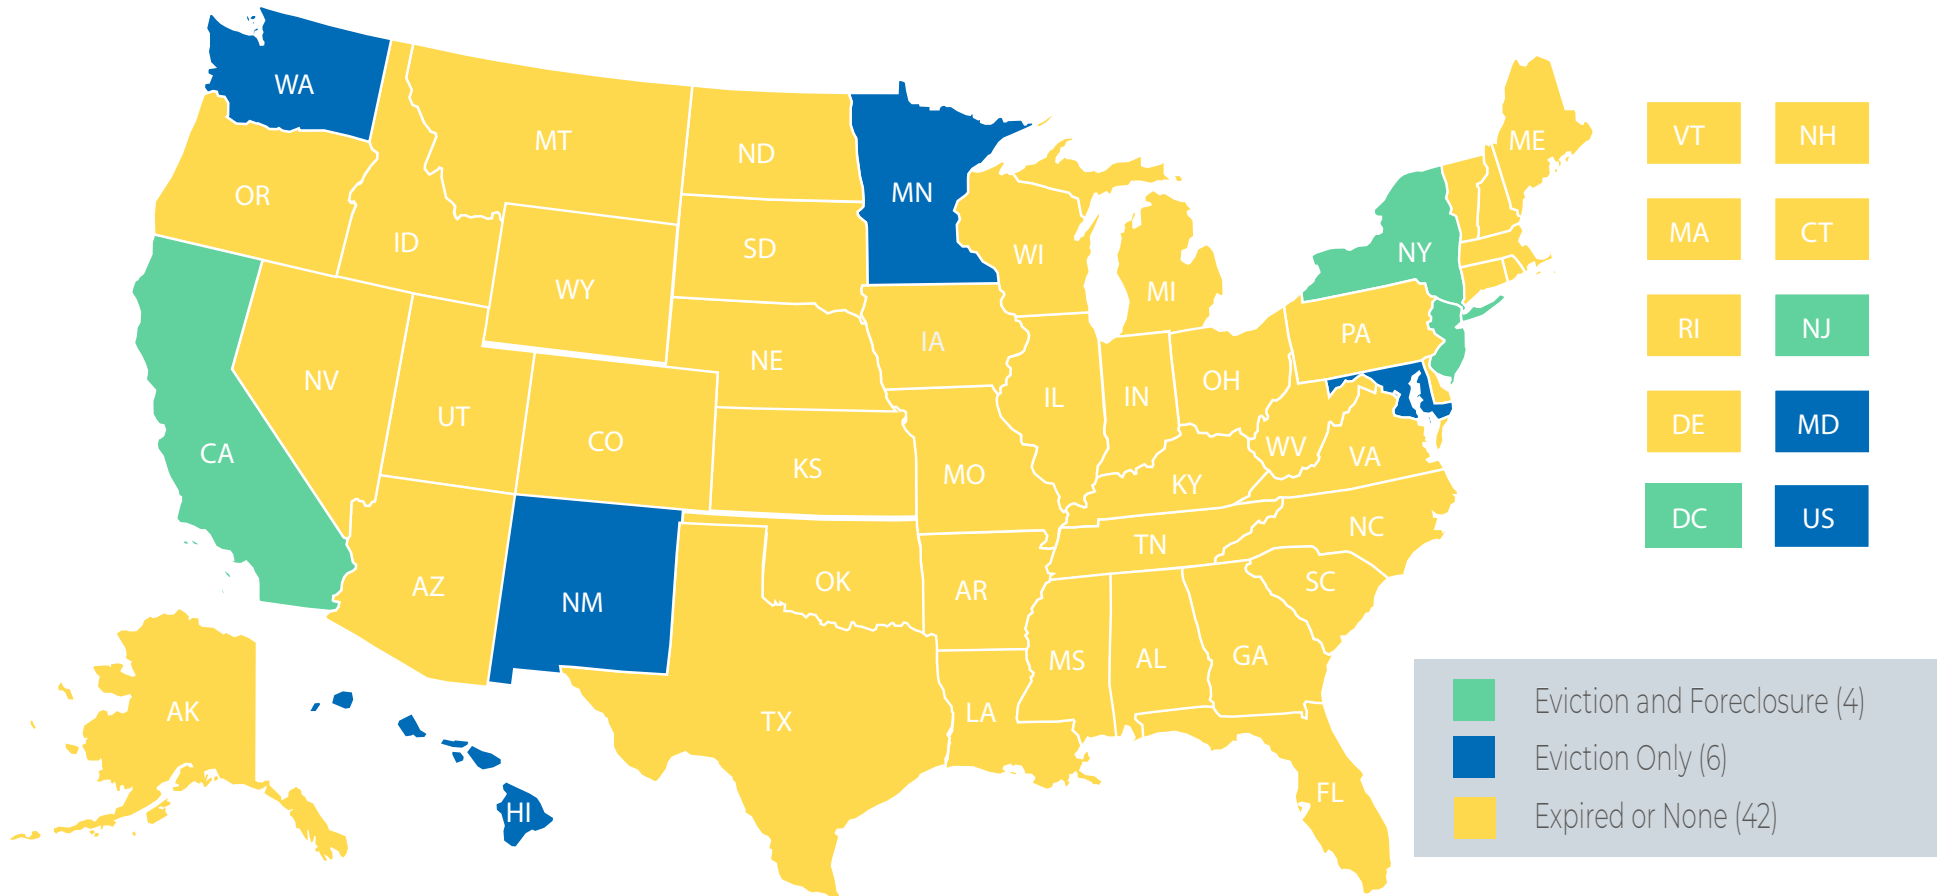 WA
MT
ND
MN
ME
VT
NH
OR
ID
SD
WI
NY
MA
CT
WY
MI
IA
PA
RI
NJ
NV
NE
UT
CO
IL
IN
OH
DE
MD
CA
KS
MO
WV
VA
KY
DC
US
NC
TN
AZ
NM
OK
AR
SC
MS
AL
GA
AK
TX
LA
HI
FL
Eviction and Foreclosure (4)
Eviction Only (6)
Expired or None (42)